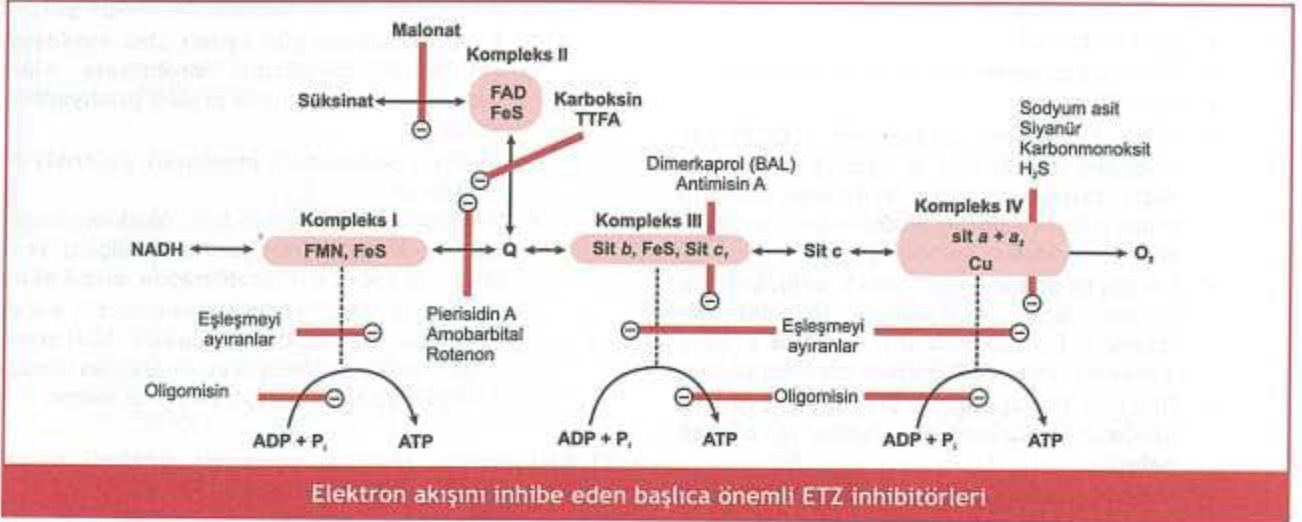 Malonat
Kompleks II
Süksinat
FAD
FeS
Karboksin
TTFA
Sodyum asit
Siyanür
Karbonmonoksit
H₂S
Dimerkaprol (BAL)
Antimisin A
Kompleks I
Kompleks III
Kompleks IV
NADH
FMN, FeS
Q
Sit b, FeS, Sit c₁
Sit c
sit a + a₃
Cu
O₂
Eşleşmeyi
ayıranlar
Pierisidin A
Amobarbital
Rotenon
Eşleşmeyi
ayıranlar
Oligomisin
Oligomisin
ADP + Pᵢ
ATP
ADP + Pᵢ
ATP
ADP + Pᵢ
ATP
Elektron akışını inhibe eden başlıca önemli ETZ inhibitörleri